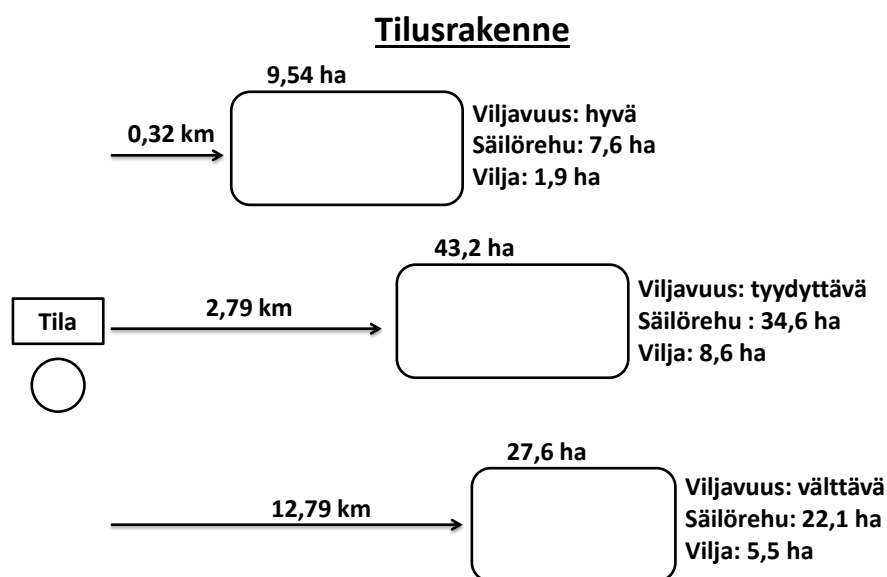 Tilusrakenne
9,54 ha
0,32 km
Viljavuus: hyvä
Säilörehu: 7,6 ha
Vilja: 1,9 ha
43,2 ha
Tila
2,79 km
Viljavuus: tyydyttävä
Säilörehu : 34,6 ha
Vilja: 8,6 ha
27,6 ha
12,79 km
Viljavuus: välttävä
Säilörehu: 22,1 ha
Vilja: 5,5 ha